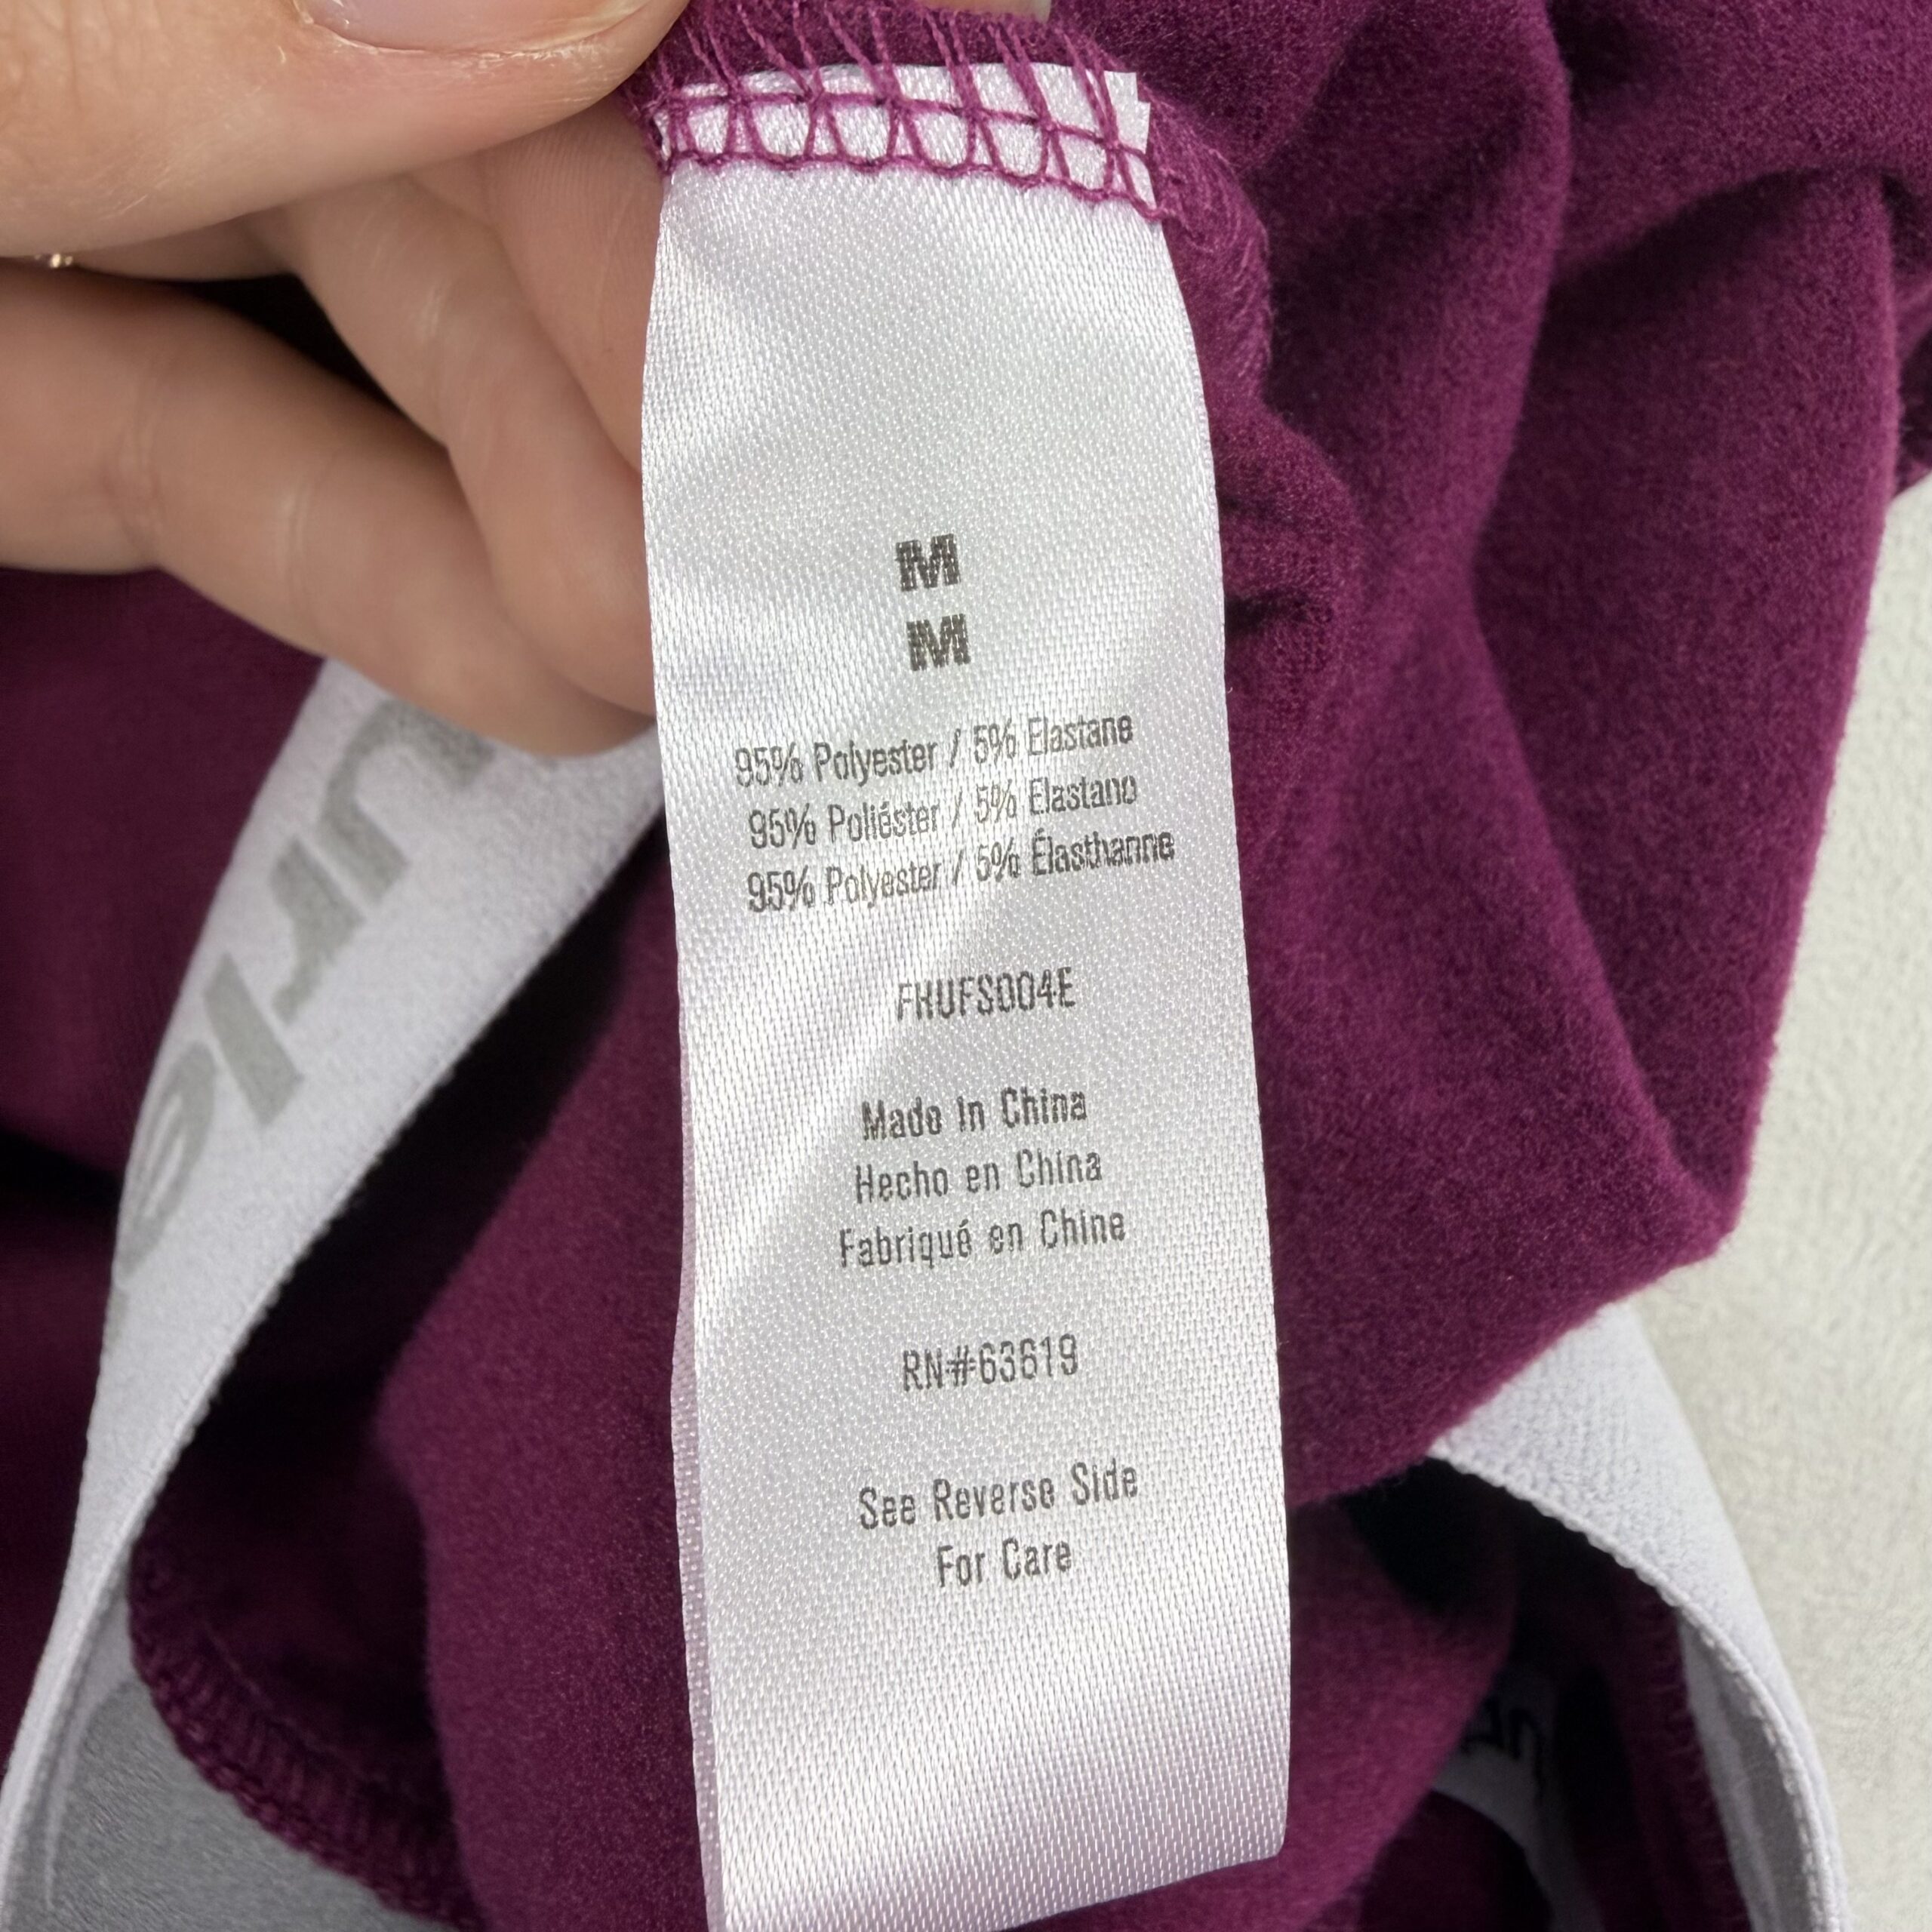 M
M
95% Polyester / 5% Elastane
95% Poliéster / 5% Elastano
95% Polyester / 5% Élasthanne
FHUFS004E
Made In China
Hecho en China
Fabriqué en Chine
RN#63619
See Reverse Side
For Care